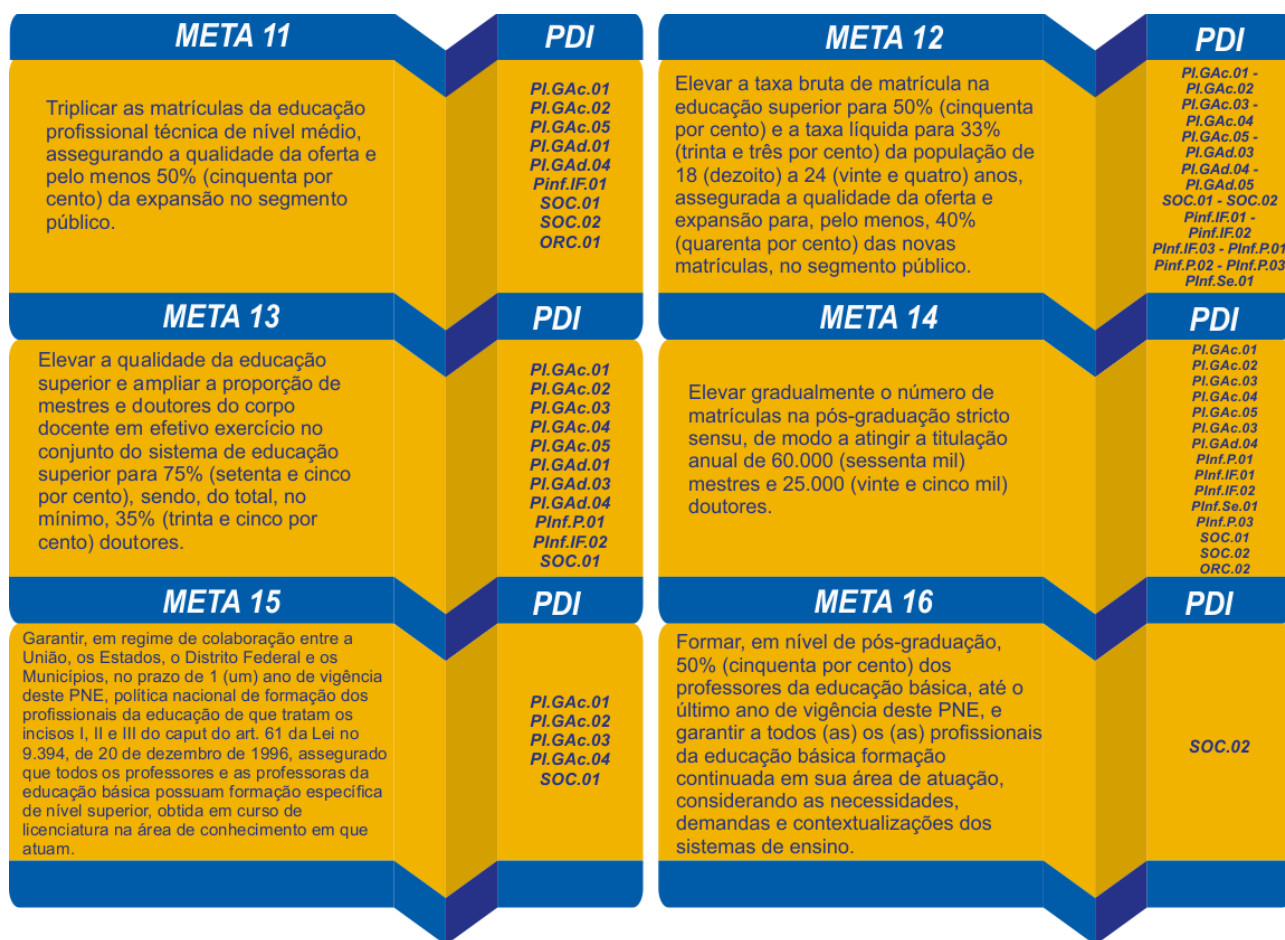 META 11
PDI
Triplicar as matrículas da educação
profissional técnica de nível médio,
assegurando a qualidade da oferta e
pelo menos 50% (cinquenta por
cento) da expansão no segmento
público.
PI.GAc.01
PI.GAc.02
PI.GAc.05
PI.GAd.01
PI.GAd.04
Pinf.IF.01
SOC.01
SOC.02
ORC.01
META 12
PDI
Elevar a taxa bruta de matrícula na
educação superior para 50% (cinquenta
por cento) e a taxa líquida para 33%
(trinta e três por cento) da população de
18 (dezoito) a 24 (vinte e quatro) anos,
assegurada a qualidade da oferta e
expansão para, pelo menos, 40%
(quarenta por cento) das novas
matrículas, no segmento público.
PI.GAc.01 -
PI.GAc.02
PI.GAc.03 -
PI.GAc.04
PI.GAc.05 -
PI.GAd.03
PI.GAd.04 -
PI.GAd.05
SOC.01 - SOC.02
Pinf.IF.01 -
Pinf.IF.02
PInf.IF.03 - PInf.P.01
Pinf.P.02 - PInf.P.03
PInf.Se.01
META 13
PDI
Elevar a qualidade da educação
superior e ampliar a proporção de
mestres e doutores do corpo
docente em efetivo exercício no
conjunto do sistema de educação
superior para 75% (setenta e cinco
por cento), sendo, do total, no
mínimo, 35% (trinta e cinco por
cento) doutores.
PI.GAc.01
PI.GAc.02
PI.GAc.03
PI.GAc.04
PI.GAc.05
PI.GAd.01
PI.GAd.03
PI.GAd.04
PInf.P.01
PInf.IF.02
SOC.01
META 14
PDI
Elevar gradualmente o número de
matrículas na pós-graduação stricto
sensu, de modo a atingir a titulação
anual de 60.000 (sessenta mil)
mestres e 25.000 (vinte e cinco mil)
doutores.
PI.GAc.01
PI.GAc.02
PI.GAc.03
PI.GAc.04
PI.GAc.05
PI.GAc.03
PI.GAd.04
PInf.P.01
PInf.IF.01
PInf.IF.02
PInf.Se.01
PInf.P.03
SOC.01
SOC.02
ORC.02
META 15
PDI
Garantir, em regime de colaboração entre a
União, os Estados, o Distrito Federal e os
Municípios, no prazo de 1 (um) ano de vigência
deste PNE, política nacional de formação dos
profissionais da educação de que tratam os
incisos I, II e III do caput do art. 61 da Lei no
9.394, de 20 de dezembro de 1996, assegurado
que todos os professores e as professoras da
educação básica possuam formação específica
de nível superior, obtida em curso de
licenciatura na área de conhecimento em que
atuam.
PI.GAc.01
PI.GAc.02
PI.GAc.03
PI.GAc.04
SOC.01
META 16
PDI
Formar, em nível de pós-graduação,
50% (cinquenta por cento) dos
professores da educação básica, até o
último ano de vigência deste PNE, e
garantir a todos (as) os (as) profissionais
da educação básica formação
continuada em sua área de atuação,
considerando as necessidades,
demandas e contextualizações dos
sistemas de ensino.
SOC.02